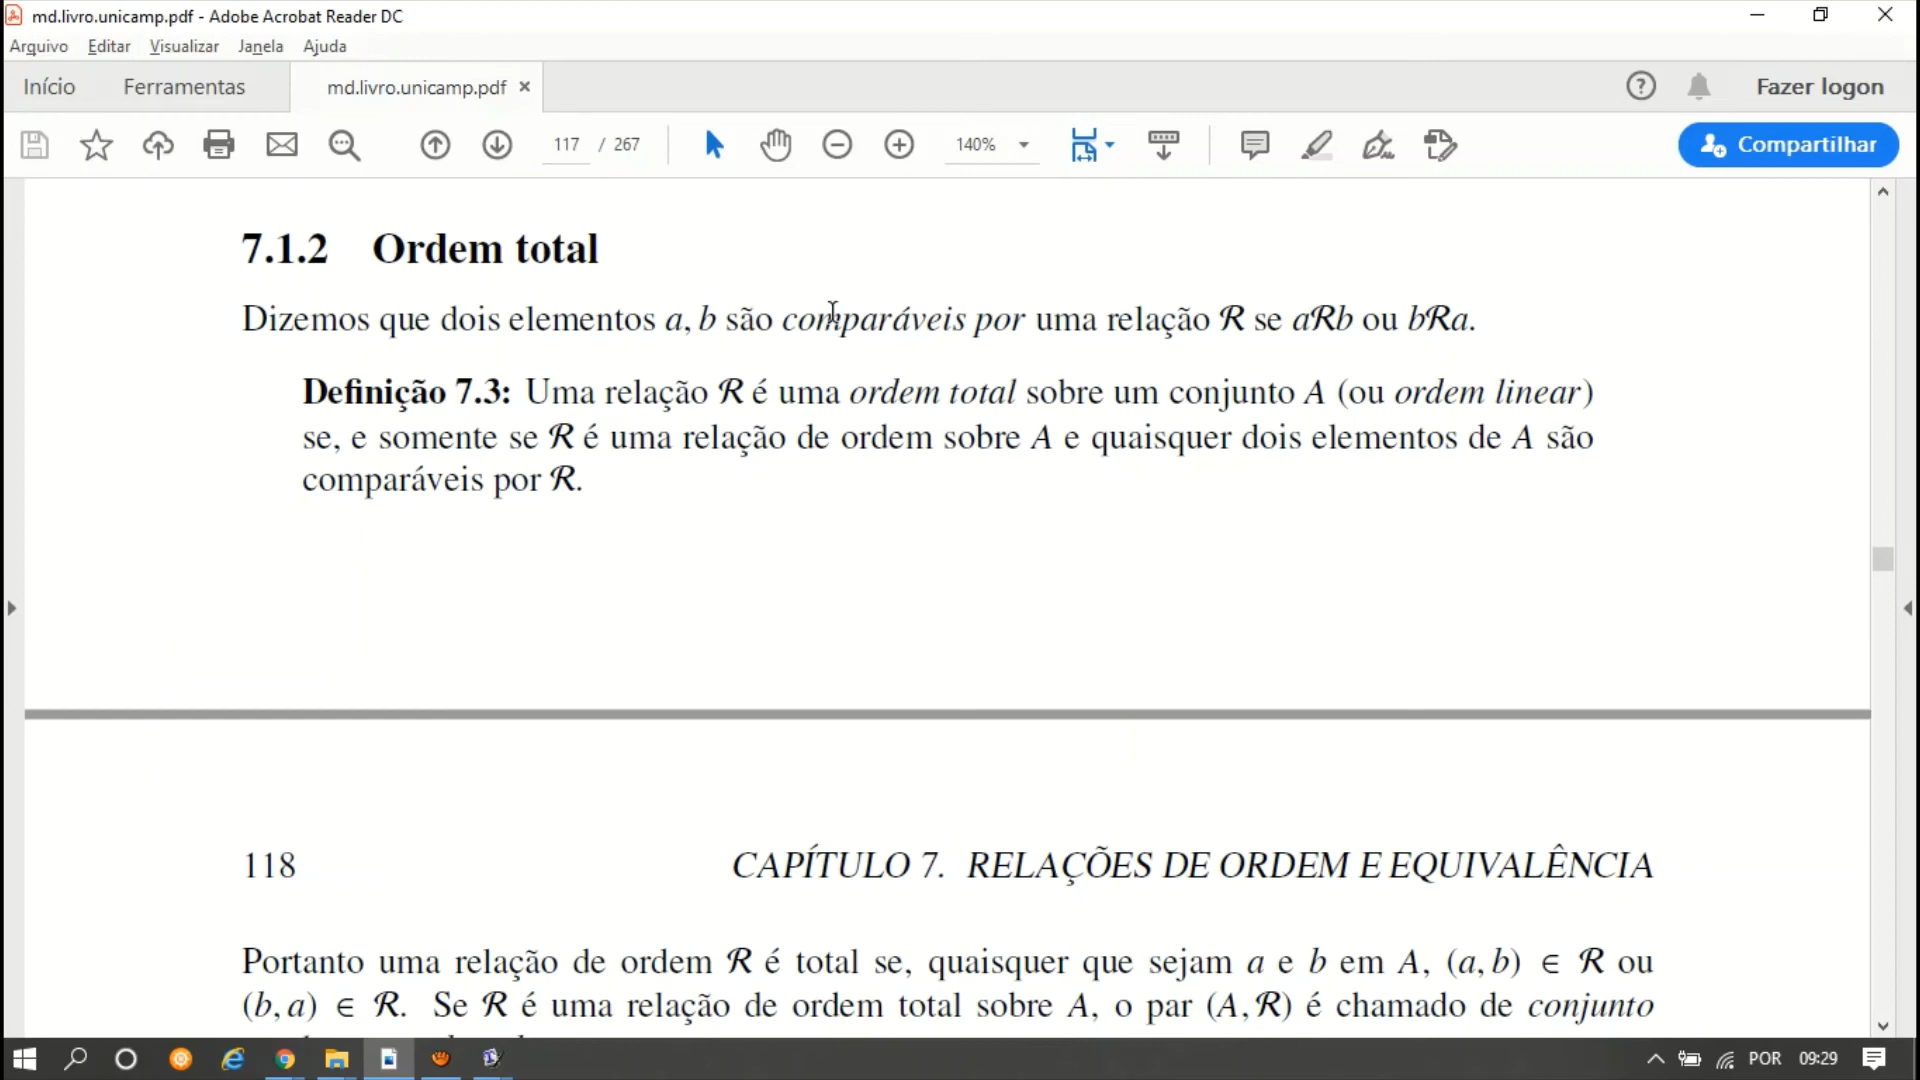 md.livro.unicamp.pdf - Adobe Acrobat Reader DC
Arquivo Editar Visualizar Janela Ajuda
Início Ferramentas md.livro.unicamp.pdf × Fazer logon
117 / 267 140% Compartilhar
7.1.2 Ordem total
Dizemos que dois elementos a, b são comparáveis por uma relação ℛ se aℛb ou bℛa.
Definição 7.3: Uma relação ℛ é uma ordem total sobre um conjunto A (ou ordem linear)
se, e somente se ℛ é uma relação de ordem sobre A e quaisquer dois elementos de A são
comparáveis por ℛ.
118 CAPÍTULO 7. RELAÇÕES DE ORDEM E EQUIVALÊNCIA
Portanto uma relação de ordem ℛ é total se, quaisquer que sejam a e b em A, (a, b) ∈ ℛ ou
(b, a) ∈ ℛ. Se ℛ é uma relação de ordem total sobre A, o par (A, ℛ) é chamado de conjunto
POR 09:29